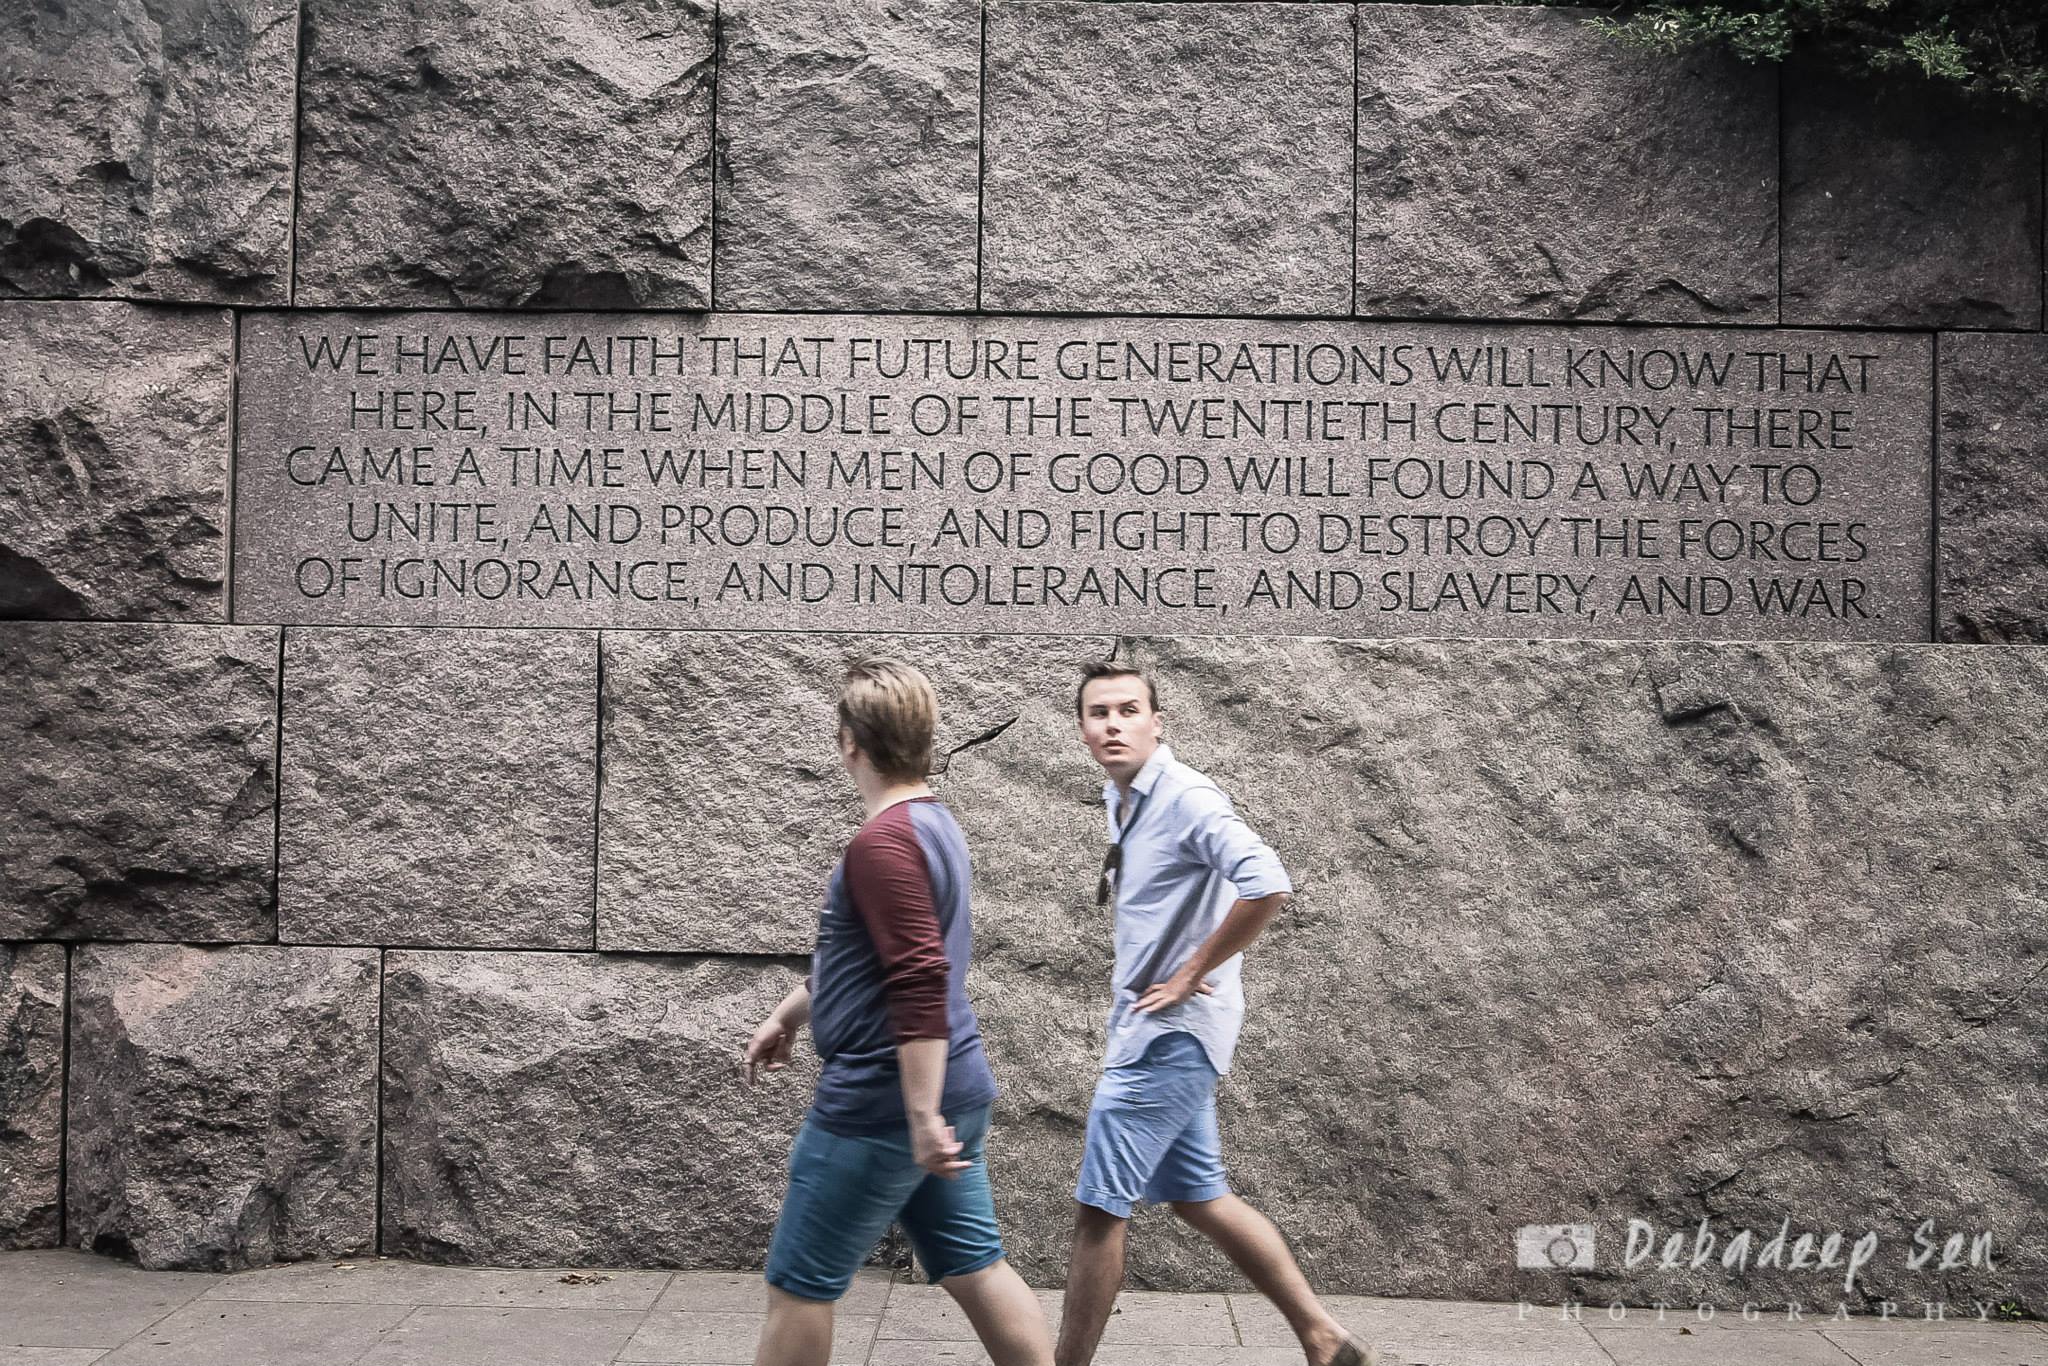 WE HAVE FAITH THAT FUTURE GENERATIONS WILL KNOW THAT
HERE, IN THE MIDDLE OF THE TWENTIETH CENTURY, THERE
CAME A TIME WHEN MEN OF GOOD WILL FOUND A WAY TO
UNITE, AND PRODUCE, AND FIGHT TO DESTROY THE FORCES
OF IGNORANCE, AND INTOLERANCE, AND SLAVERY, AND WAR.
Debadeep Sen
PHOTOGRAPHY